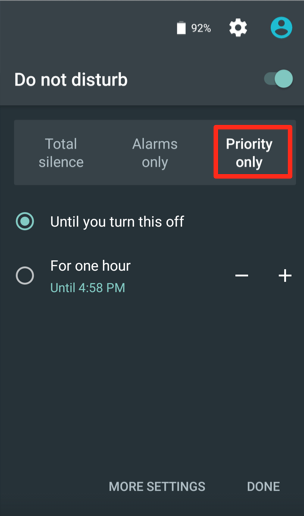 92%
Do not disturb
Total
silence
Alarms
only
Priority
only
Until you turn this off
For one hour
Until 4:58 PM
MORE SETTINGS DONE